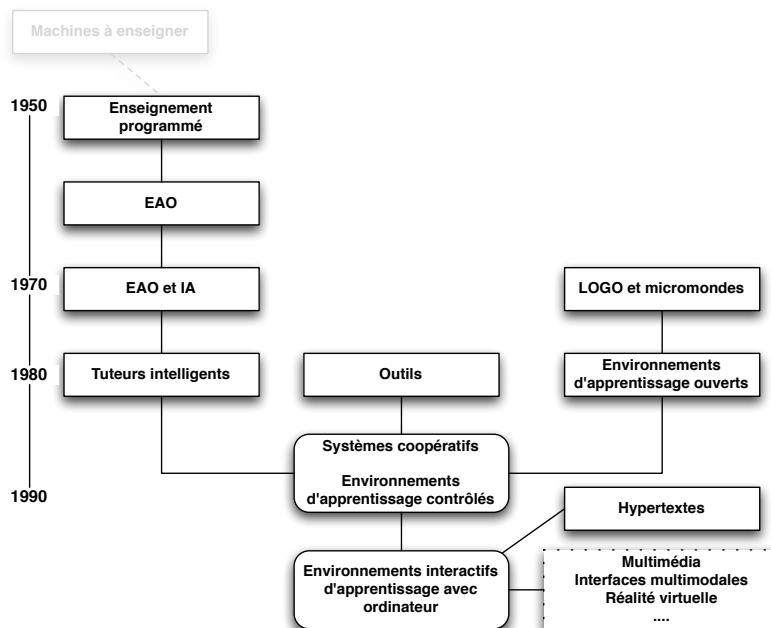 Machines à enseigner
1950
Enseignement
programmé
EAO
1970
EAO et IA
LOGO et micromondes
1980
Tuteurs intelligents
Outils
Environnements
d'apprentissage ouverts
Systèmes coopératifs
Environnements
d'apprentissage contrôlés
1990
Hypertextes
Environnements interactifs
d'apprentissage avec
ordinateur
Multimédia
Interfaces multimodales
Réalité virtuelle
....